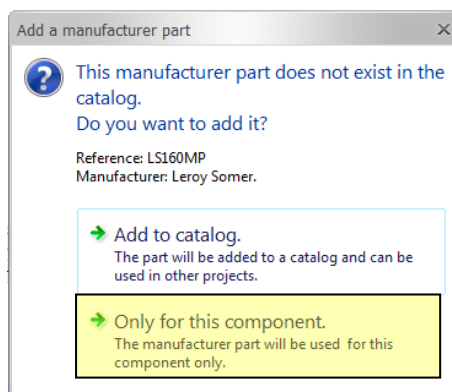 Add a manufacturer part
This manufacturer part does not exist in the
catalog.
Do you want to add it?
Reference: LS160MP
Manufacturer: Leroy Somer.
Add to catalog.
The part will be added to a catalog and can be
used in other projects.
Only for this component.
The manufacturer part will be used  for this
component only.